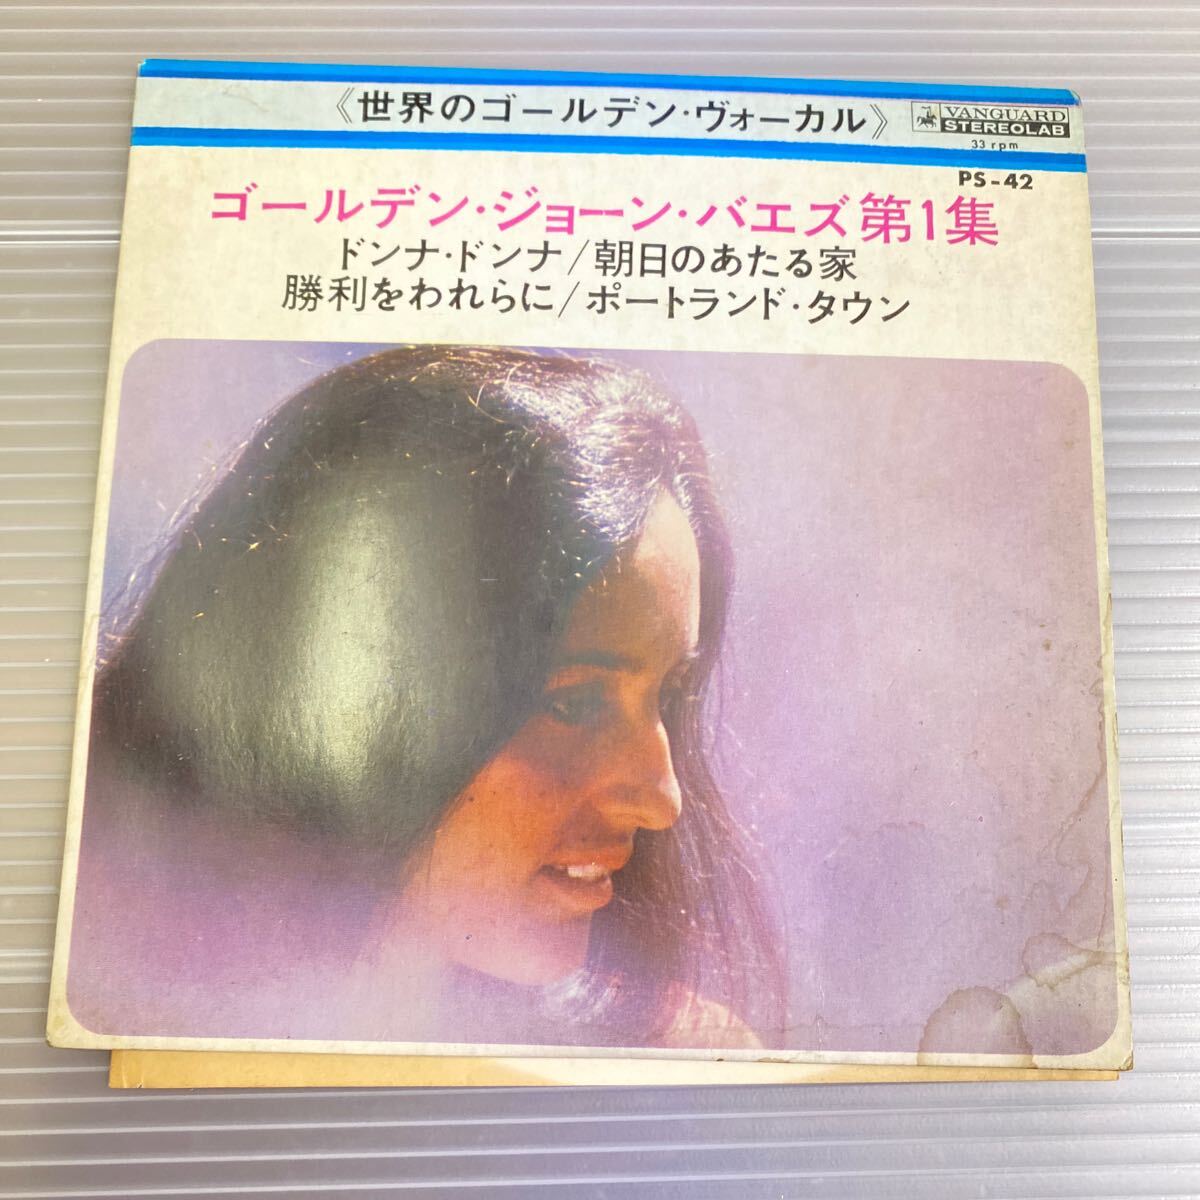 《世界のゴールデン・ヴォーカル》
VANGUARD
STEREOLAB
33 rpm
PS-42
ゴールデン・ジョーン・バエズ第1集
ドンナ・ドンナ/朝日のあたる家
勝利をわれらに/ポートランド・タウン